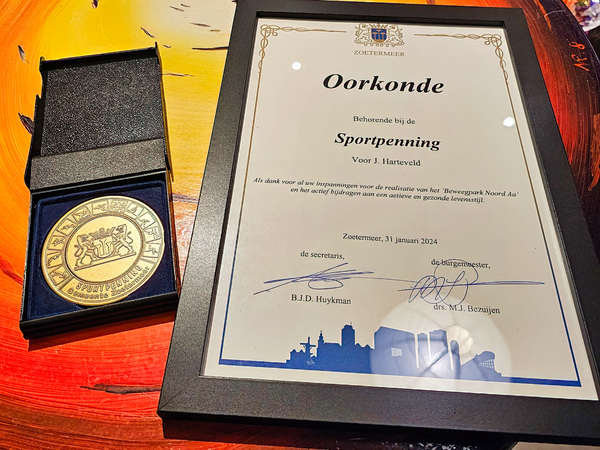 ZOETERMEER
Oorkonde
Behorende bij de
Sportpenning
Voor J. Harteveld
Als dank voor al uw inspanningen voor de realisatie van het 'Beweegpark Noord Aa'
en het actief bijdragen aan een actieve en gezonde levensstijl.
Zoetermeer, 31 januari 2024
de secretaris,
de burgemeester,
B.J.D. Huykman
drs. M.J. Bezuijen
SPORTPENNING
Gemeente Zoetermeer